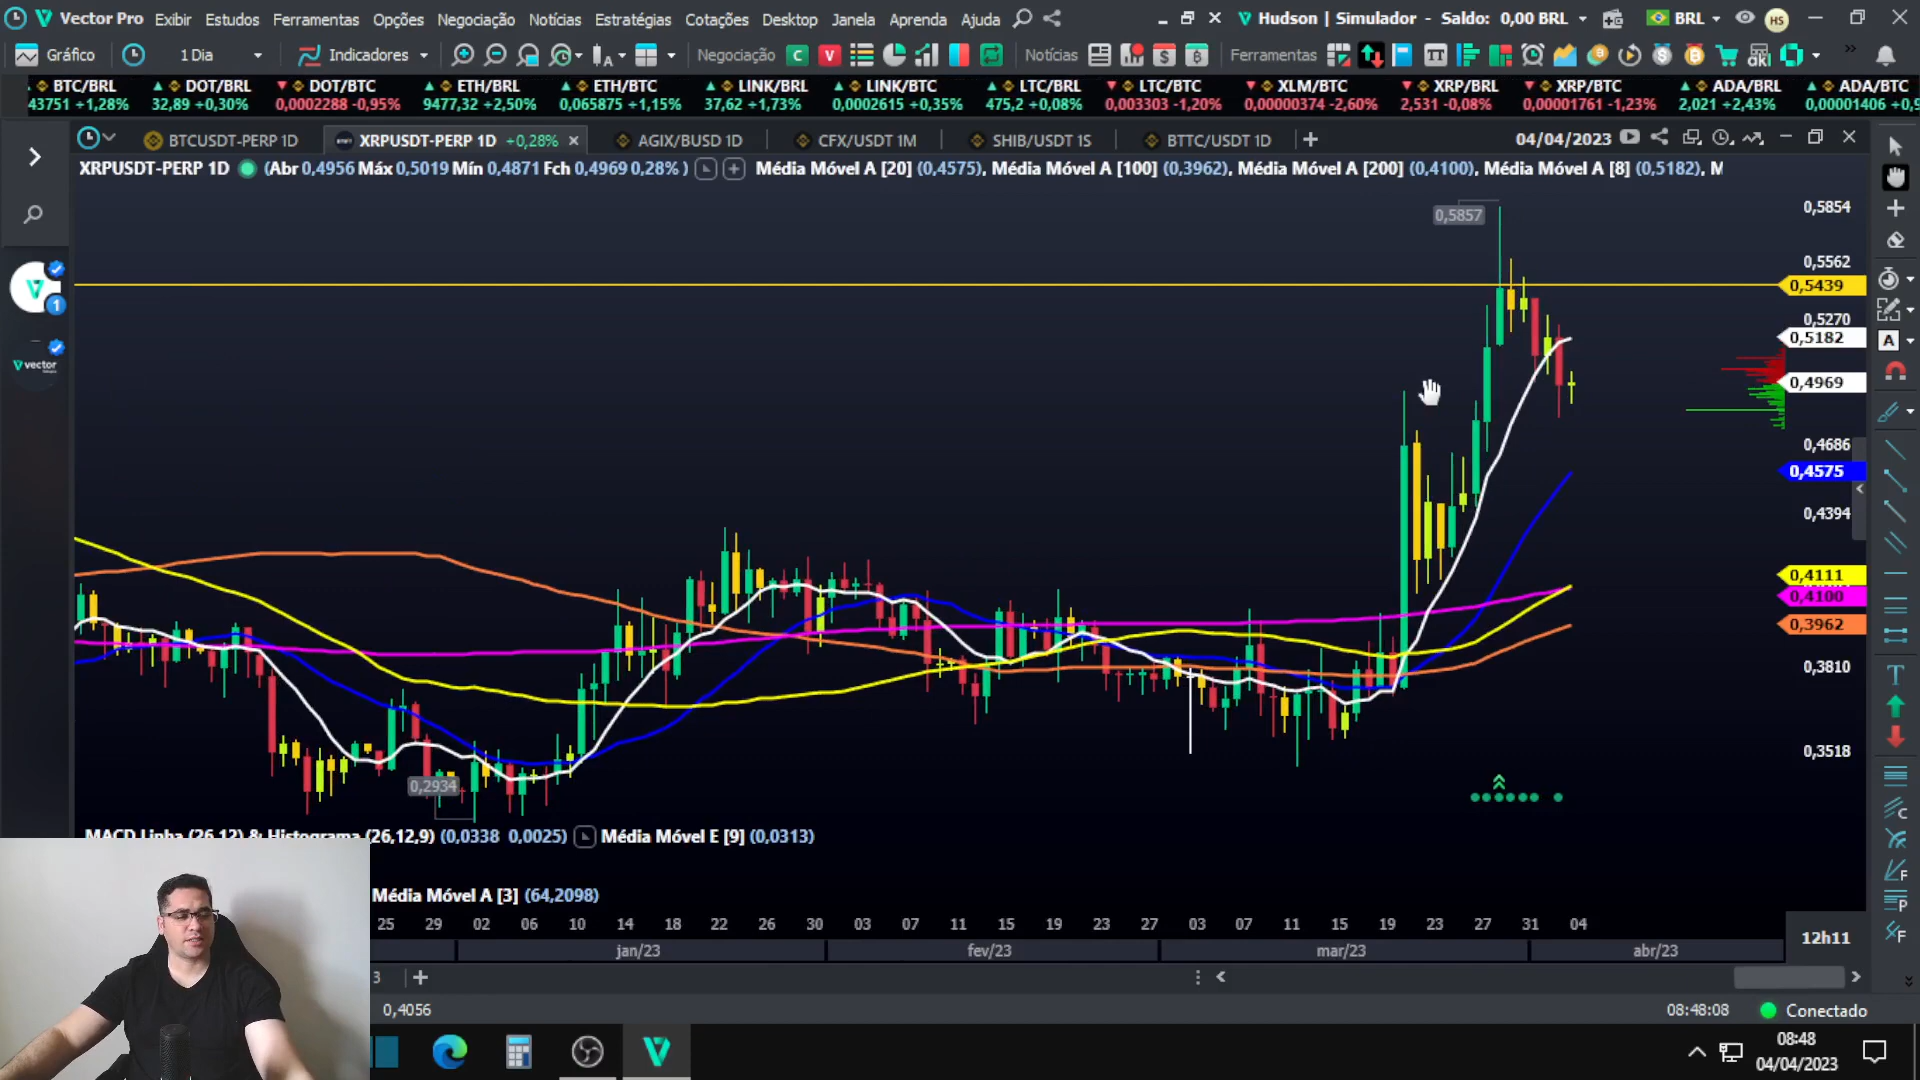 Vector Pro Exibir Estudos Ferramentas Opções Negociação Notícias Estratégias Cotações Desktop Janela Aprenda Ajuda Hudson | Simulador - Saldo: 0,00 BRL BRL HS
Gráfico 1 Dia Indicadores Negociação C V Notícias Ferramentas
BTC/BRL DOT/BRL DOT/BTC ETH/BRL ETH/BTC LINK/BRL LINK/BTC LTC/BRL LTC/BTC XLM/BTC XRP/BRL XRP/BTC ADA/BRL ADA/BTC
43751 +1,28% 32,89 +0,30% 0,0002288 -0,95% 9477,32 +2,50% 0,065875 +1,15% 37,62 +1,73% 0,0002615 +0,35% 475,2 +0,08% 0,003303 -1,20% 0,00000374 -2,60% 2,531 -0,08% 0,00001761 -1,23% 2,021 +2,43% 0,00001406 +0,9
BTCUSDT-PERP 1D XRPUSDT-PERP 1D +0,28% AGIX/BUSD 1D CFX/USDT 1M SHIB/USDT 1S BTTC/USDT 1D 04/04/2023
XRPUSDT-PERP 1D (Abr 0,4956 Máx 0,5019 Mín 0,4871 Fch 0,4969 0,28% ) Média Móvel A [20] (0,4575), Média Móvel A [100] (0,3962), Média Móvel A [200] (0,4100), Média Móvel A [8] (0,5182), M
0,5857
0,5854
0,5562
0,5439
0,5270
0,5182
0,4969
0,4686
0,4575
0,4394
0,4111
0,4100
0,3962
0,3810
0,3518
1
vector
0,2934
MACD Linha (26,12) & Histograma (26,12,9) (0,0338 0,0025) Média Móvel E [9] (0,0313)
Média Móvel A [3] (64,2098)
25 29 02 06 10 14 18 22 26 30 03 07 11 15 19 23 27 03 07 11 15 19 23 27 31 04
jan/23 fev/23 mar/23 abr/23
12h11
3
0,4056
08:48:08 Conectado
08:48
04/04/2023